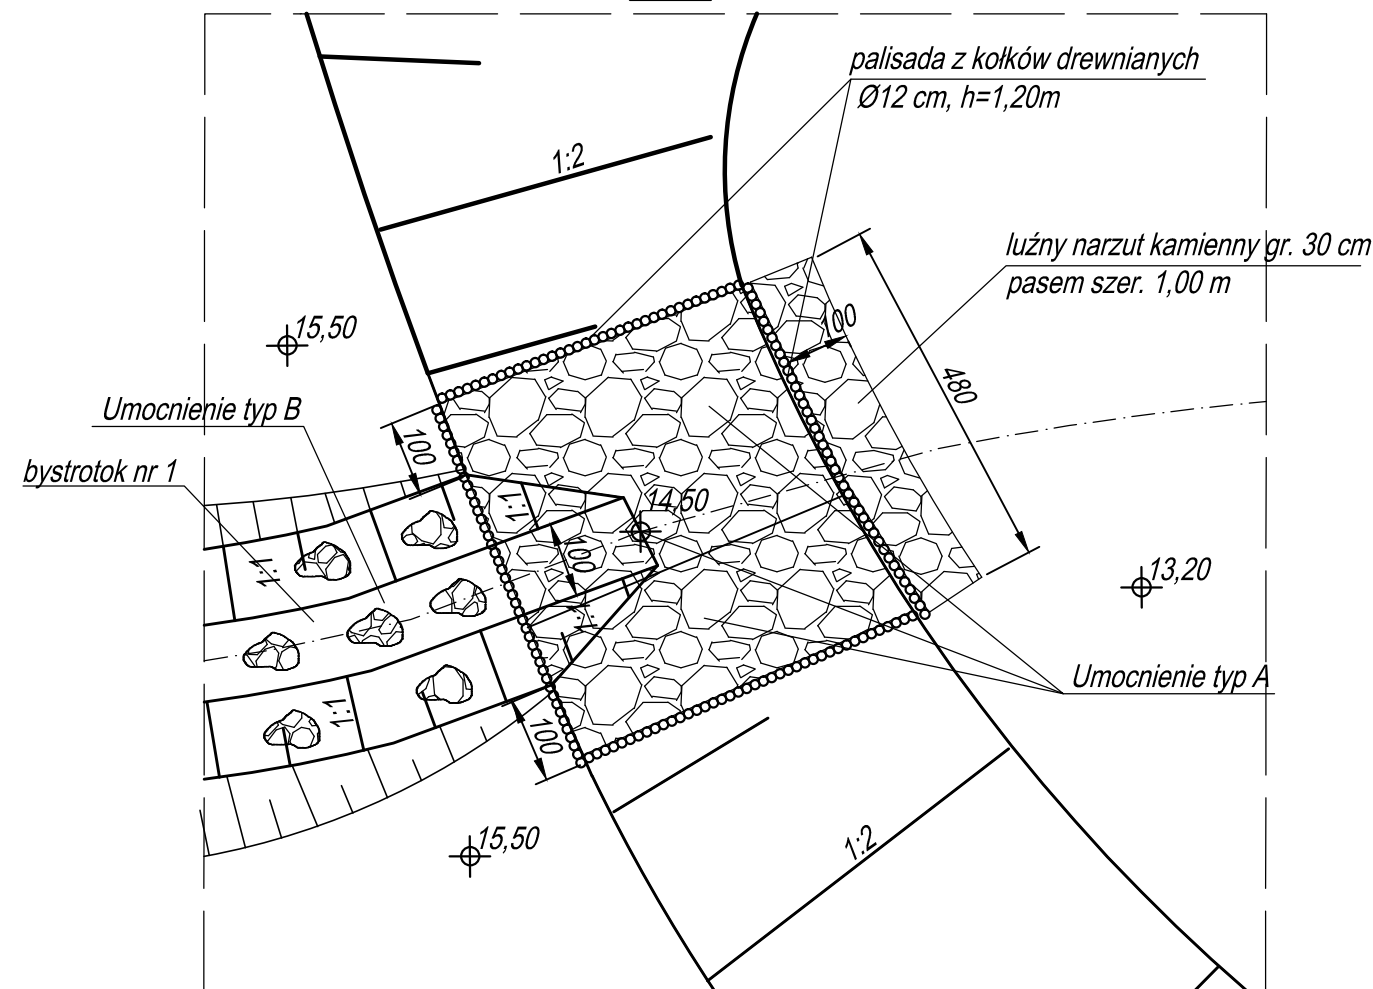 palisada z kołków drewnianych
Ø12 cm, h=1,20m
1:2
luźny narzut kamienny gr. 30 cm
pasem szer. 1,00 m
15,50
100
480
Umocnienie typ B
100
bystrotok nr 1
1:1
14,50
1:1
100
13,20
1:1
Umocnienie typ A
1:1
100
15,50
1:2